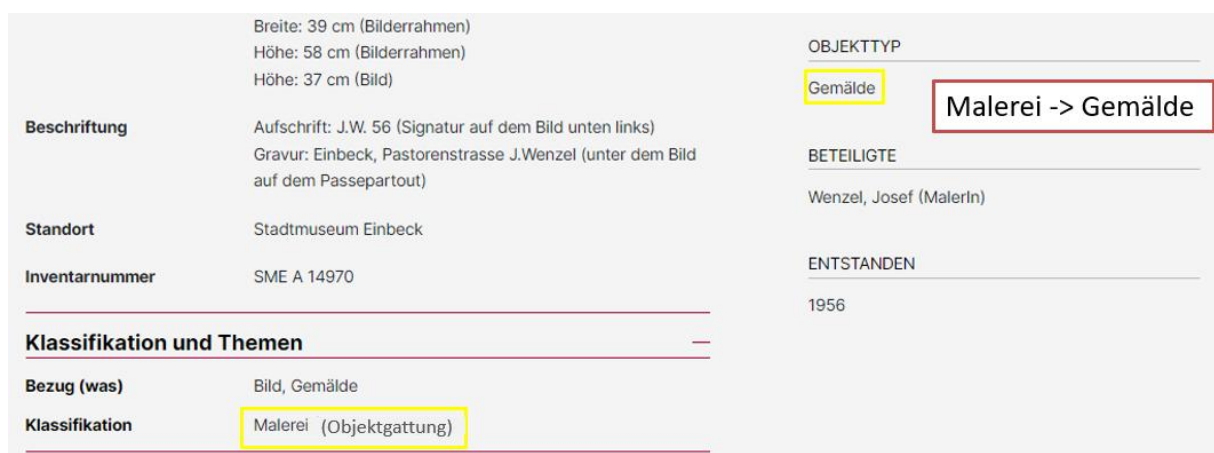 Breite: 39 cm (Bilderrahmen)
Höhe: 58 cm (Bilderrahmen)
Höhe: 37 cm (Bild)
Beschriftung Aufschrift: J.W. 56 (Signatur auf dem Bild unten links)
Gravur: Einbeck, Pastorenstrasse J.Wenzel (unter dem Bild
auf dem Passepartout)
Standort Stadtmuseum Einbeck
Inventarnummer SME A 14970
Klassifikation und Themen
Bezug (was) Bild, Gemälde
Klassifikation Malerei (Objektgattung)
OBJEKTTYP
Gemälde
Malerei -> Gemälde
BETEILIGTE
Wenzel, Josef (MalerIn)
ENTSTANDEN
1956